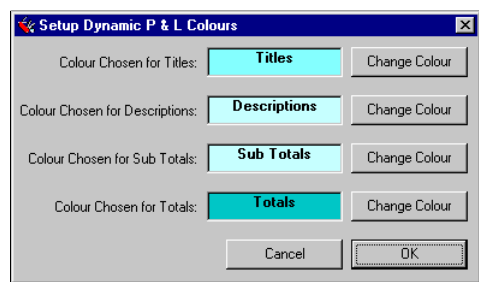 Setup Dynamic P & L Colours
Colour Chosen for Titles: Titles Change Colour
Colour Chosen for Descriptions: Descriptions Change Colour
Colour Chosen for Sub Totals: Sub Totals Change Colour
Colour Chosen for Totals: Totals Change Colour
Cancel OK